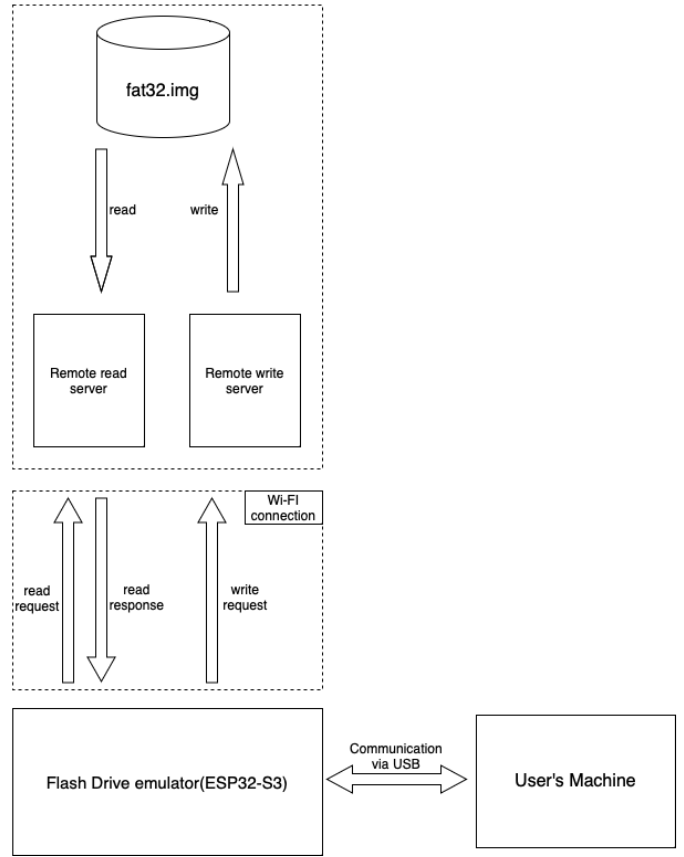 fat32.img
read
write
Remote read
server
Remote write
server
Wi-FI
connection
read
request
read
response
write
request
Flash Drive emulator(ESP32-S3)
Communication
via USB
User's Machine